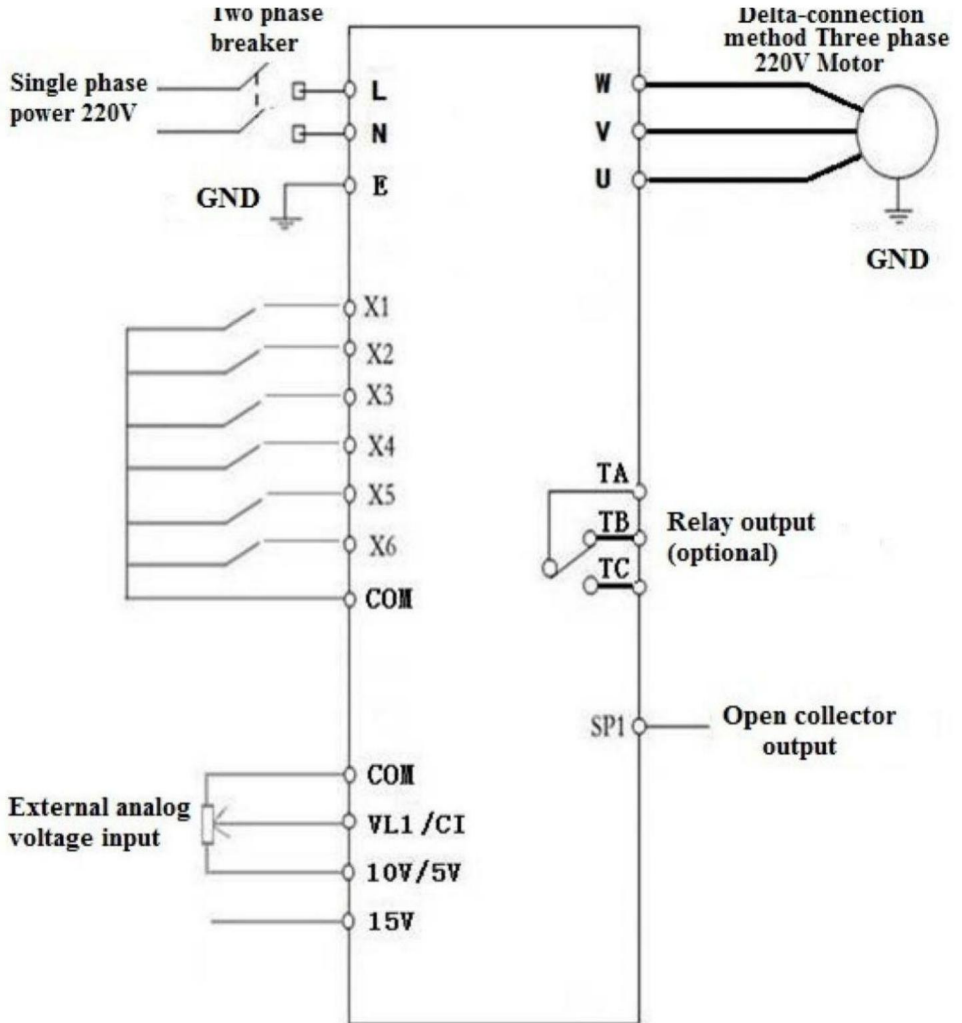 Two phase
breaker
Single phase
power 220V
L
N
E
GND
Delta-connection
method Three phase
220V Motor
W
V
U
GND
X1
X2
X3
X4
X5
X6
COM
TA
TB
TC
Relay output
(optional)
SP1
Open collector
output
External analog
voltage input
COM
VL1/CI
10V/5V
15V